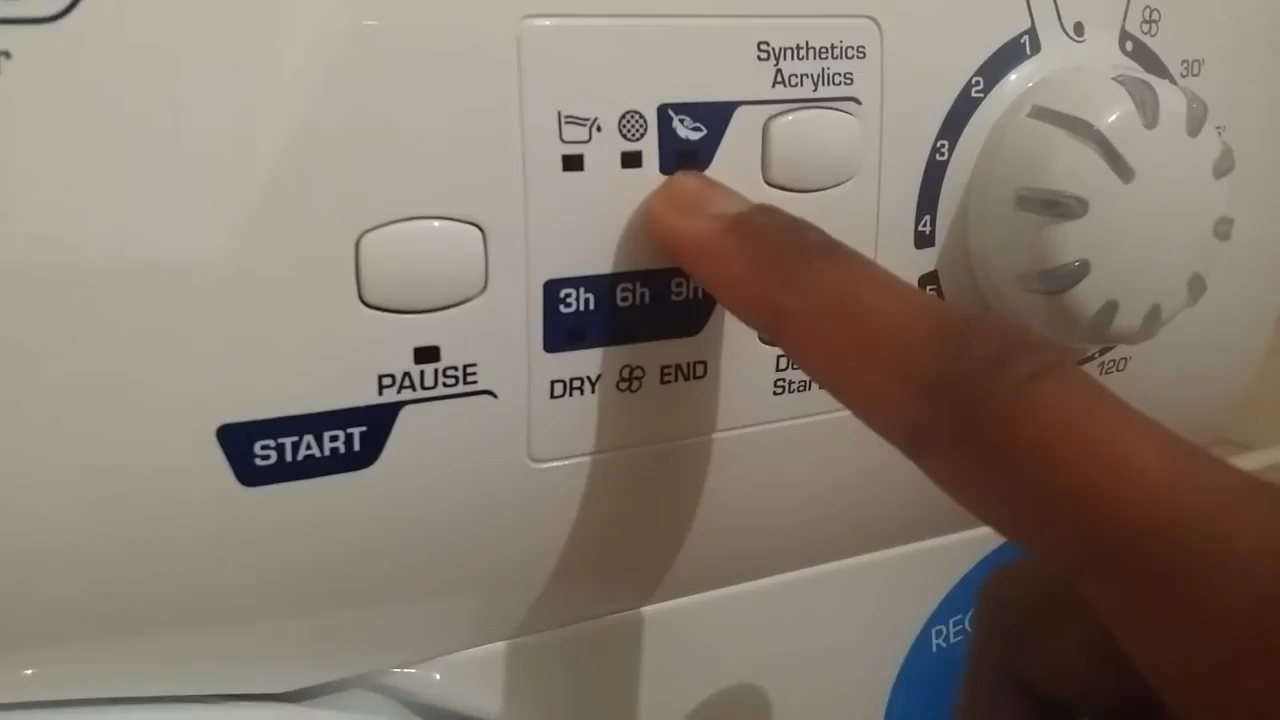 Synthetics
Acrylics
1
2
3
4
30'
120'
3h 6h 9h
DRY END
PAUSE
START